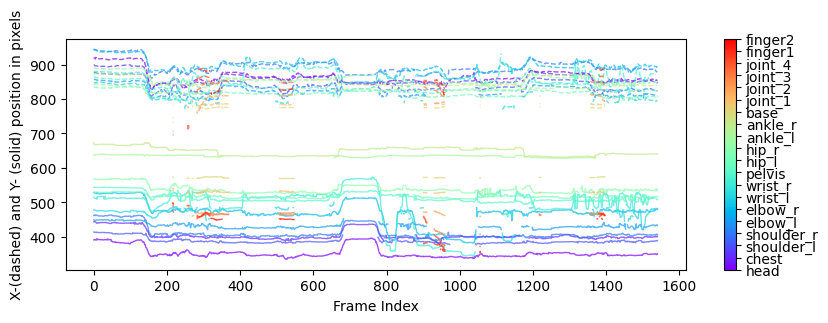 X-(dashed) and Y- (solid) position in pixels
900
800
700
600
500
400
0
200
400
600
800
1000
1200
1400
1600
Frame Index
finger2
finger1
joint_4
joint_3
joint_2
joint_1
base
ankle_r
ankle_l
hip_r
hip_l
pelvis
wrist_r
wrist_l
elbow_r
elbow_l
shoulder_r
shoulder_l
chest
head